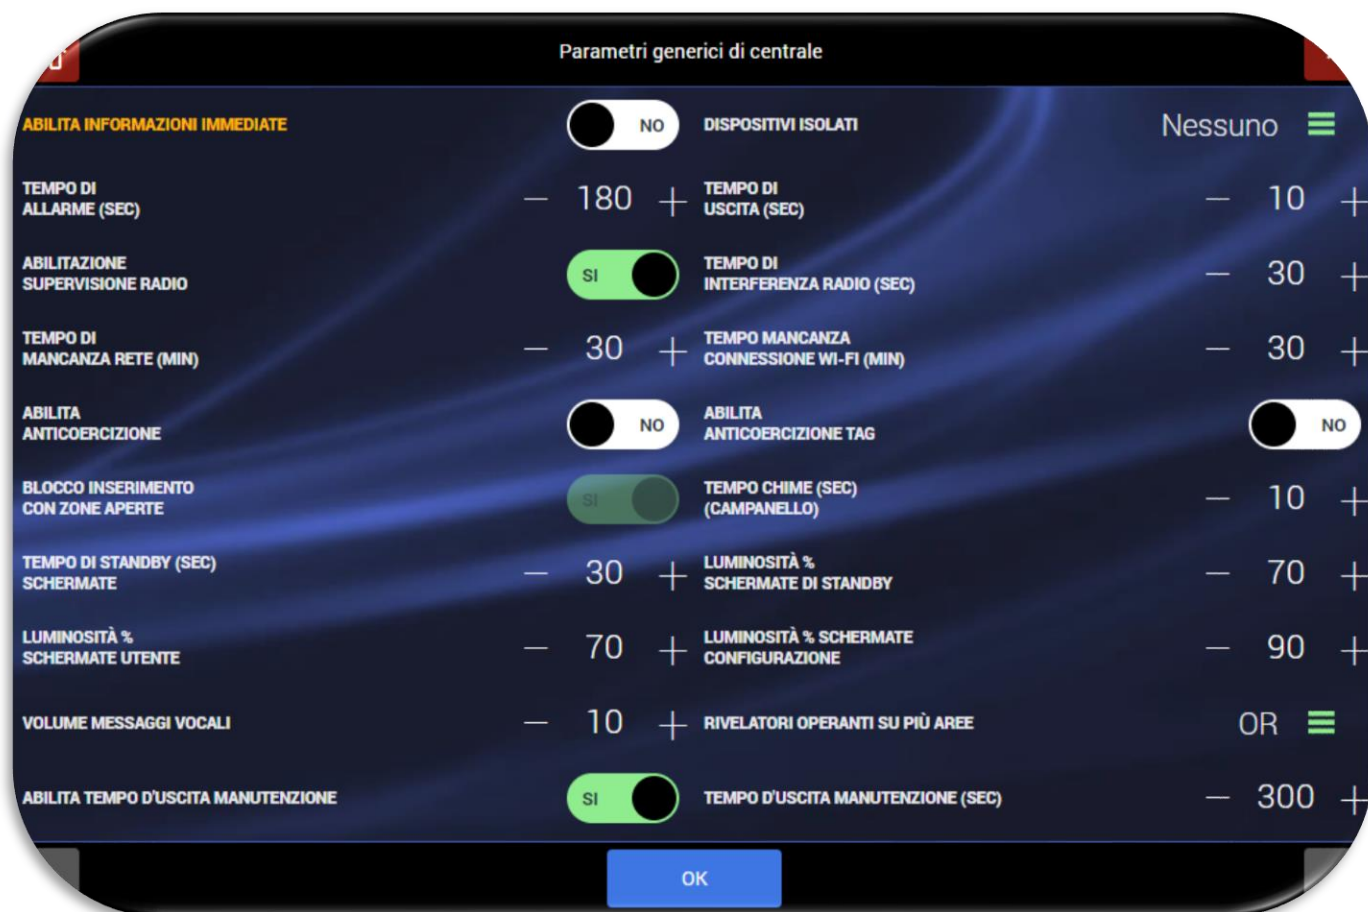 Parametri generici di centrale
ABILITA INFORMAZIONI IMMEDIATE NO DISPOSITIVI ISOLATI Nessuno
TEMPO DI
ALLARME (SEC) — 180 + TEMPO DI
USCITA (SEC) — 10 +
ABILITAZIONE
SUPERVISIONE RADIO SI TEMPO DI
INTERFERENZA RADIO (SEC) — 30 +
TEMPO DI
MANCANZA RETE (MIN) — 30 + TEMPO MANCANZA
CONNESSIONE WI-FI (MIN) — 30 +
ABILITA
ANTICOERCIZIONE NO ABILITA
ANTICOERCIZIONE TAG NO
BLOCCO INSERIMENTO
CON ZONE APERTE SI TEMPO CHIME (SEC)
(CAMPANELLO) — 10 +
TEMPO DI STANDBY (SEC)
SCHERMATE — 30 + LUMINOSITÀ %
SCHERMATE DI STANDBY — 70 +
LUMINOSITÀ %
SCHERMATE UTENTE — 70 + LUMINOSITÀ % SCHERMATE
CONFIGURAZIONE — 90 +
VOLUME MESSAGGI VOCALI — 10 + RIVELATORI OPERANTI SU PIÙ AREE OR
ABILITA TEMPO D'USCITA MANUTENZIONE SI TEMPO D'USCITA MANUTENZIONE (SEC) — 300 +
OK